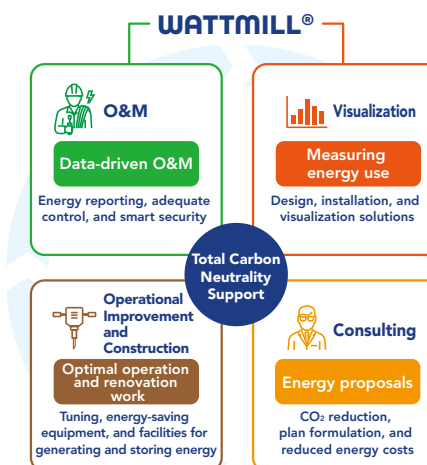 WATTMILL®
O&M
Data-driven O&M
Energy reporting, adequate
control, and smart security
Visualization
Measuring
energy use
Design, installation, and
visualization solutions
Total Carbon
Neutrality
Support
Operational
Improvement
and
Construction
Optimal operation
and renovation
work
Tuning, energy-saving
equipment, and facilities for
generating and storing energy
Consulting
Energy proposals
CO₂ reduction,
plan formulation, and
reduced energy costs